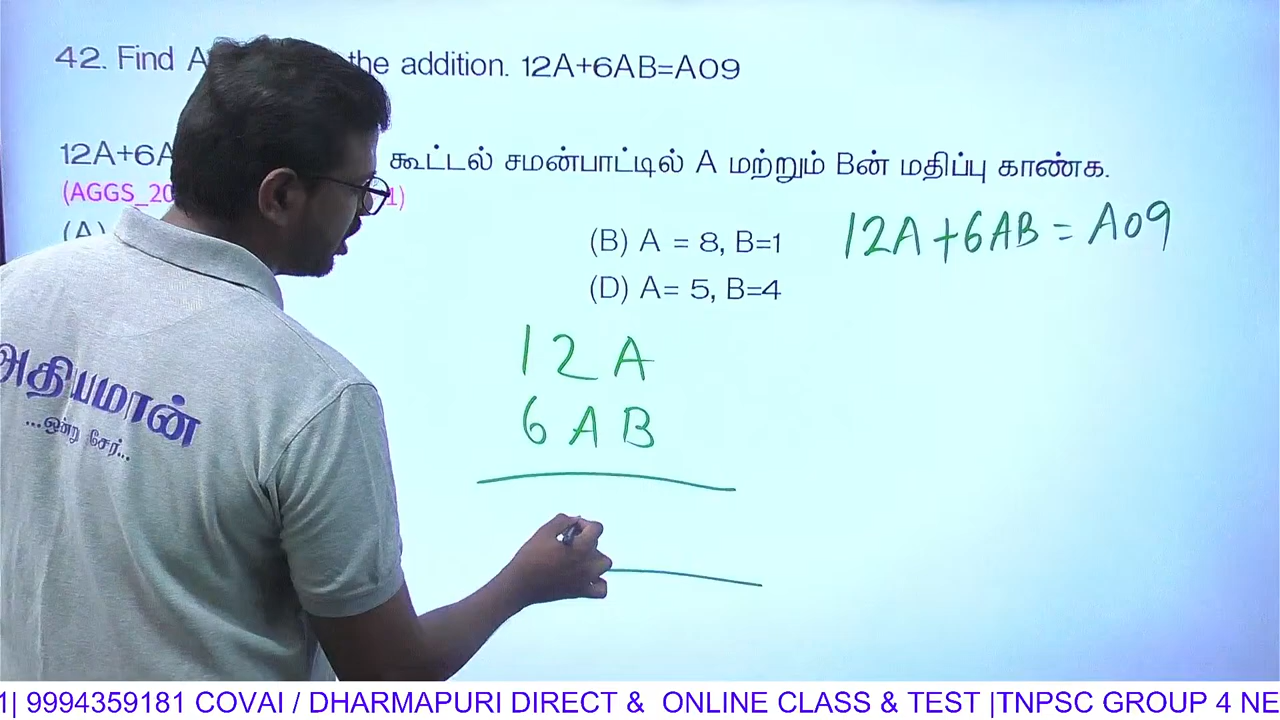 42. Find A the addition. 12A+6AB=A09
12A+6A கூட்டல் சமன்பாட்டில் A மற்றும் Bன் மதிப்பு காண்க.
(AGGS_20 1)
(A)
(B) A = 8, B=1
(D) A= 5, B=4
12A+6AB = A09
12A
6AB
அதியமான்
...ஒன்றாய் சேர்...
1| 9994359181 COVAI / DHARMAPURI DIRECT & ONLINE CLASS & TEST |TNPSC GROUP 4 NE